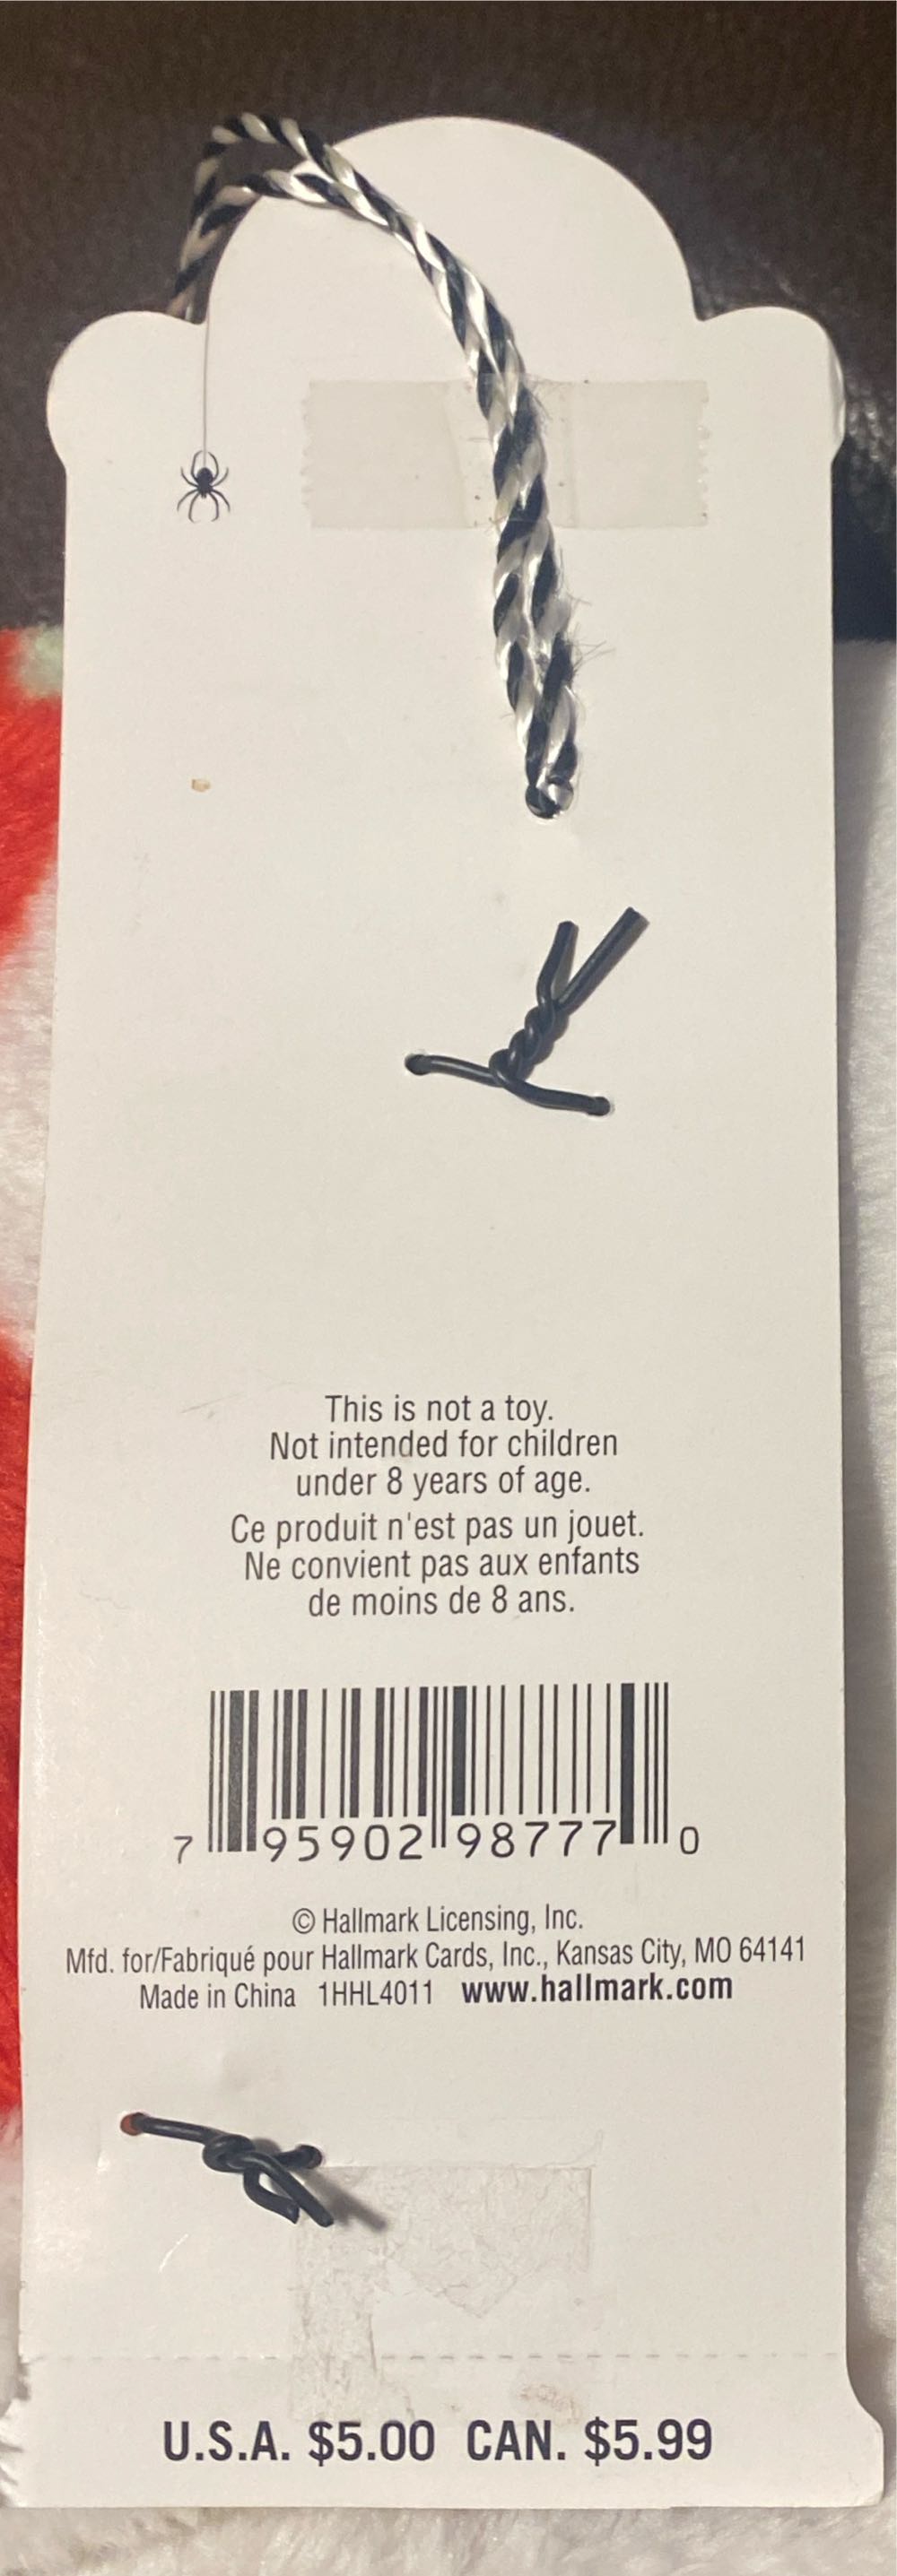 This is not a toy.
Not intended for children
under 8 years of age.
Ce produit n'est pas un jouet.
Ne convient pas aux enfants
de moins de 8 ans.
7 95902 98777 0
© Hallmark Licensing, Inc.
Mfd. for/Fabriqué pour Hallmark Cards, Inc., Kansas City, MO 64141
Made in China 1HHL4011 www.hallmark.com
U.S.A. $5.00 CAN. $5.99